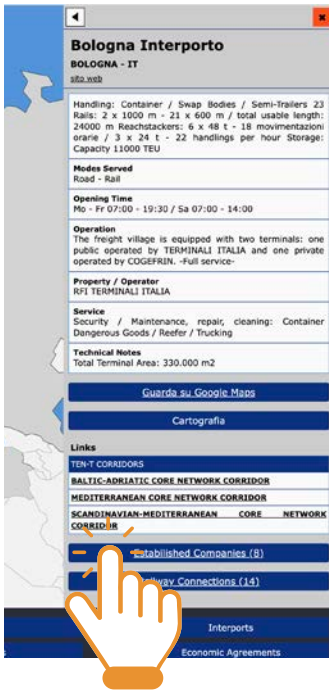 Bologna Interporto
BOLOGNA - IT
sito web
Handling: Container / Swap Bodies / Semi-Trailers 23
Rails: 2 x 1000 m - 21 x 600 m / total usable length:
24000 m Reachstackers: 6 x 48 t - 18 movimentazioni
orarie / 3 x 24 t - 22 handlings per hour Storage:
Capacity 11000 TEU
Modes Served
Road - Rail
Opening Time
Mo - Fr 07:00 - 19:30 / Sa 07:00 - 14:00
Operation
The freight village is equipped with two terminals: one
public operated by TERMINALI ITALIA and one private
operated by COGEFRIN. -Full service-
Property / Operator
RFI TERMINALI ITALIA
Service
Security / Maintenance, repair, cleaning: Container
Dangerous Goods / Reefer / Trucking
Technical Notes
Total Terminal Area: 330.000 m2
Guarda su Google Maps
Cartografia
Links
TEN-T CORRIDORS
BALTIC-ADRIATIC CORE NETWORK CORRIDOR
MEDITERRANEAN CORE NETWORK CORRIDOR
SCANDINAVIAN-MEDITERRANEAN CORE NETWORK
CORRIDOR
Established Companies (8)
Connections (14)
Interports
Economic Agreements